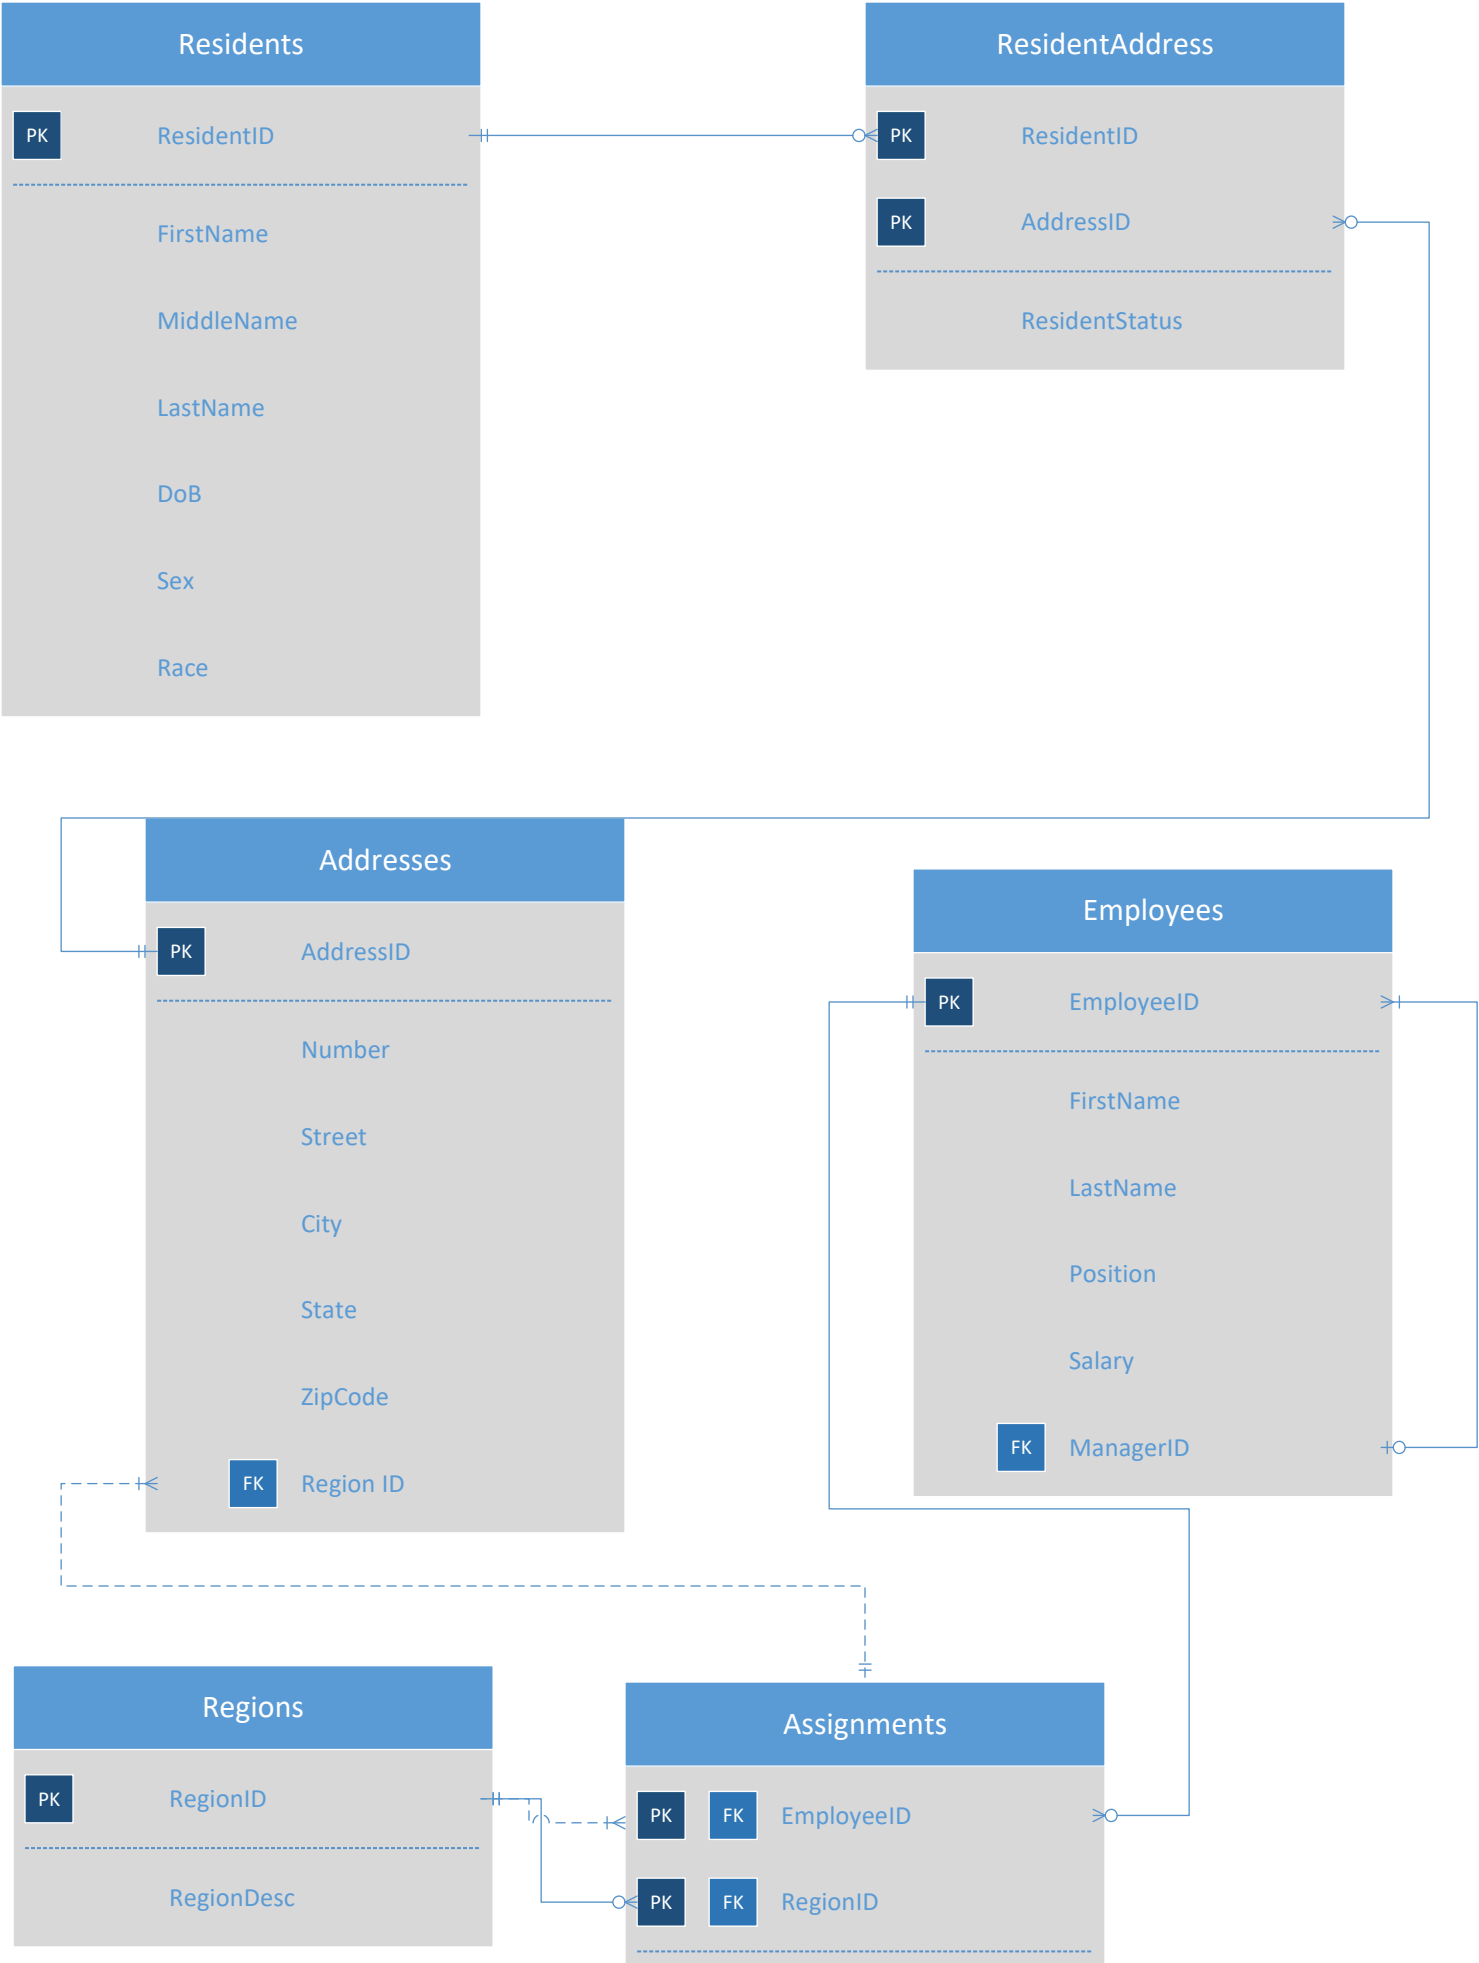 Residents
PK ResidentID
FirstName
MiddleName
LastName
DoB
Sex
Race
ResidentAddress
PK ResidentID
PK AddressID
ResidentStatus
Addresses
PK AddressID
Number
Street
City
State
ZipCode
FK Region ID
Employees
PK EmployeeID
FirstName
LastName
Position
Salary
FK ManagerID
Regions
PK RegionID
RegionDesc
Assignments
PK FK EmployeeID
PK FK RegionID